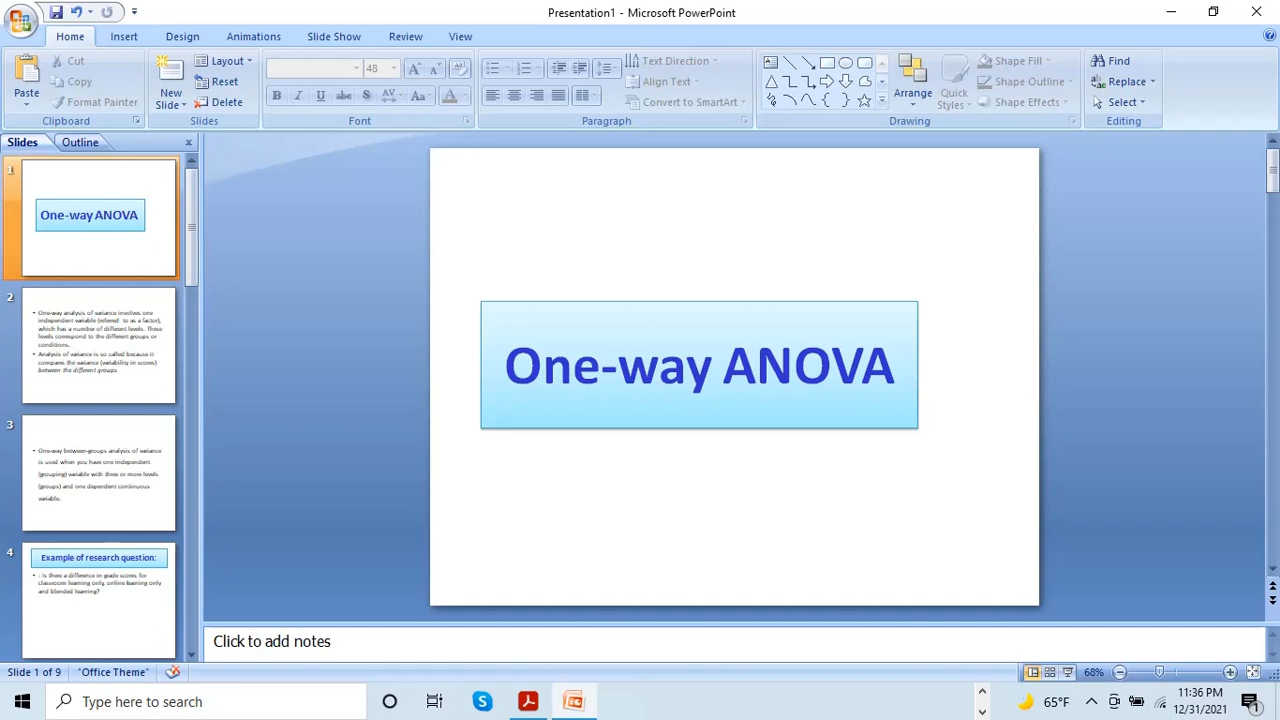 Presentation1 - Microsoft PowerPoint
Home Insert Design Animations Slide Show Review View
Paste
Cut
Copy
Format Painter
Clipboard
New Slide
Layout
Reset
Delete
Slides
48
B I U abc S AV Aa A
Font
Text Direction
Align Text
Convert to SmartArt
Paragraph
Arrange
Quick Styles
Shape Fill
Shape Outline
Shape Effects
Drawing
Find
Replace
Select
Editing
Slides Outline
1
One-way ANOVA
2
• One-way analysis of variance involves one
independent variable (referred to as a factor),
which has a number of different levels. These
levels correspond to the different groups or
conditions.
• Analysis of variance is so called because it
compares the variance (variability in scores)
between the different groups
3
• One-way between-groups analysis of variance
is used when you have one independent
(grouping) variable with three or more levels
(groups) and one dependent continuous
variable.
4
Example of research question:
• : Is there a difference in grade scores for
classroom learning only, online learning only
and blended learning?
One-way ANOVA
Click to add notes
Slide 1 of 9 "Office Theme" 68%
Type here to search
65°F
11:36 PM
12/31/2021
1